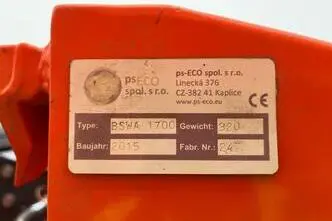 ps-ECO
spol. s r.o.
ps-ECO spol. s r.o.
Linecká 376
CZ-382 41 Kaplice
www.ps-eco.eu
CE
Type: BSWA 1700 Gewicht: 320
Baujahr: 2015 Fabr. Nr.: